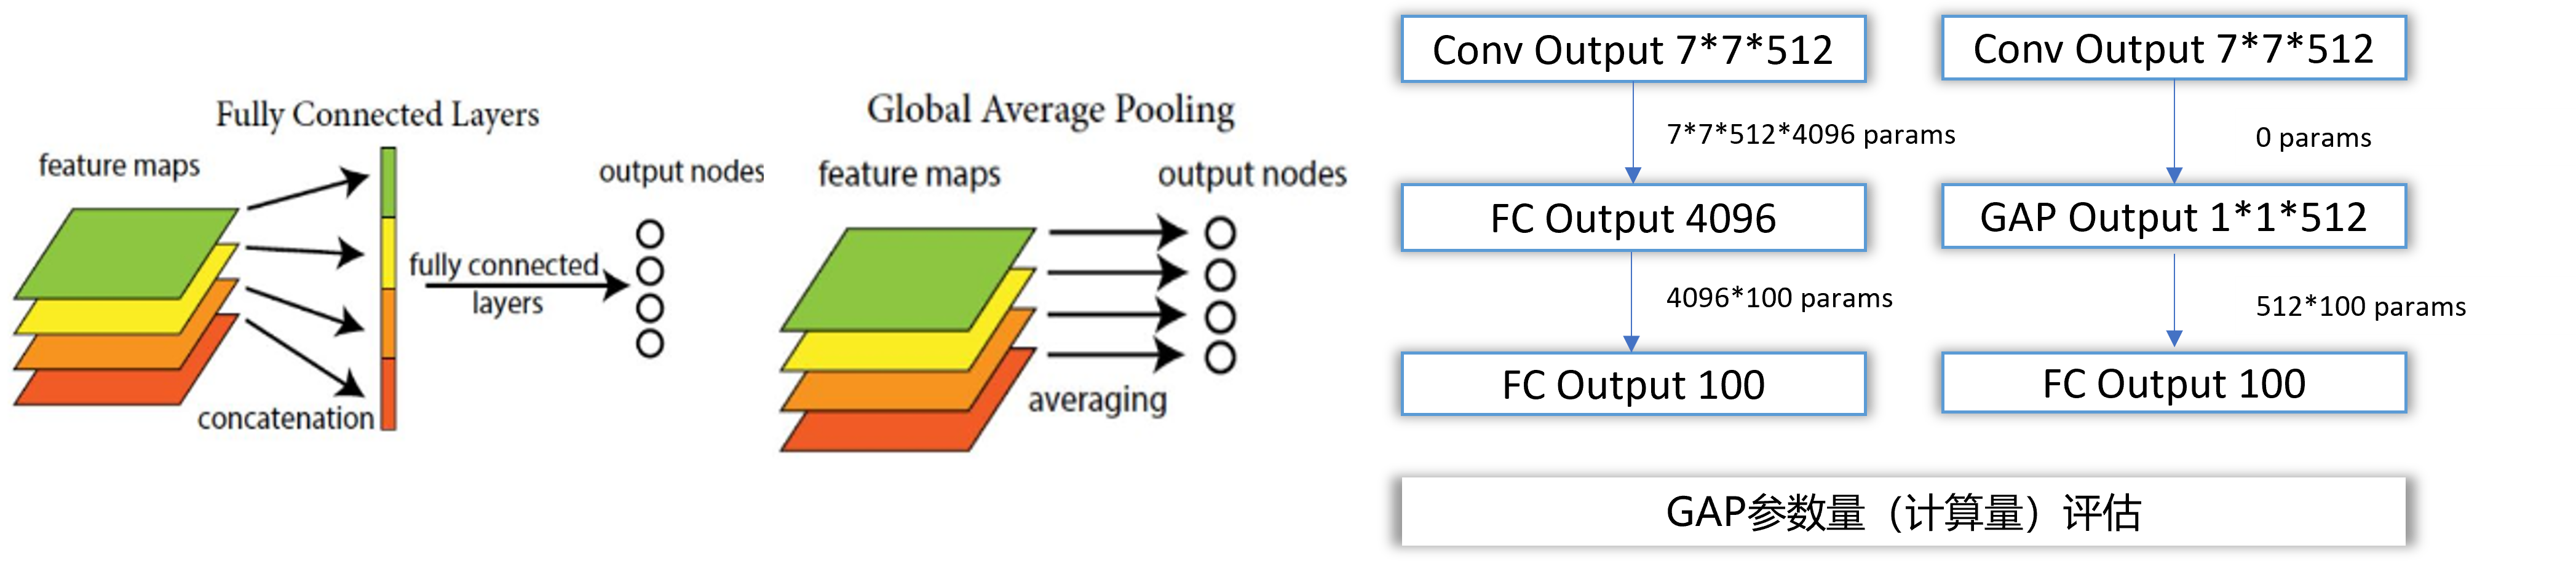 Fully Connected Layers
feature maps
output nodes
fully connected
layers
concatenation
Global Average Pooling
feature maps
output nodes
averaging
Conv Output 7*7*512
7*7*512*4096 params
FC Output 4096
4096*100 params
FC Output 100
Conv Output 7*7*512
0 params
GAP Output 1*1*512
512*100 params
FC Output 100
GAP参数量（计算量）评估